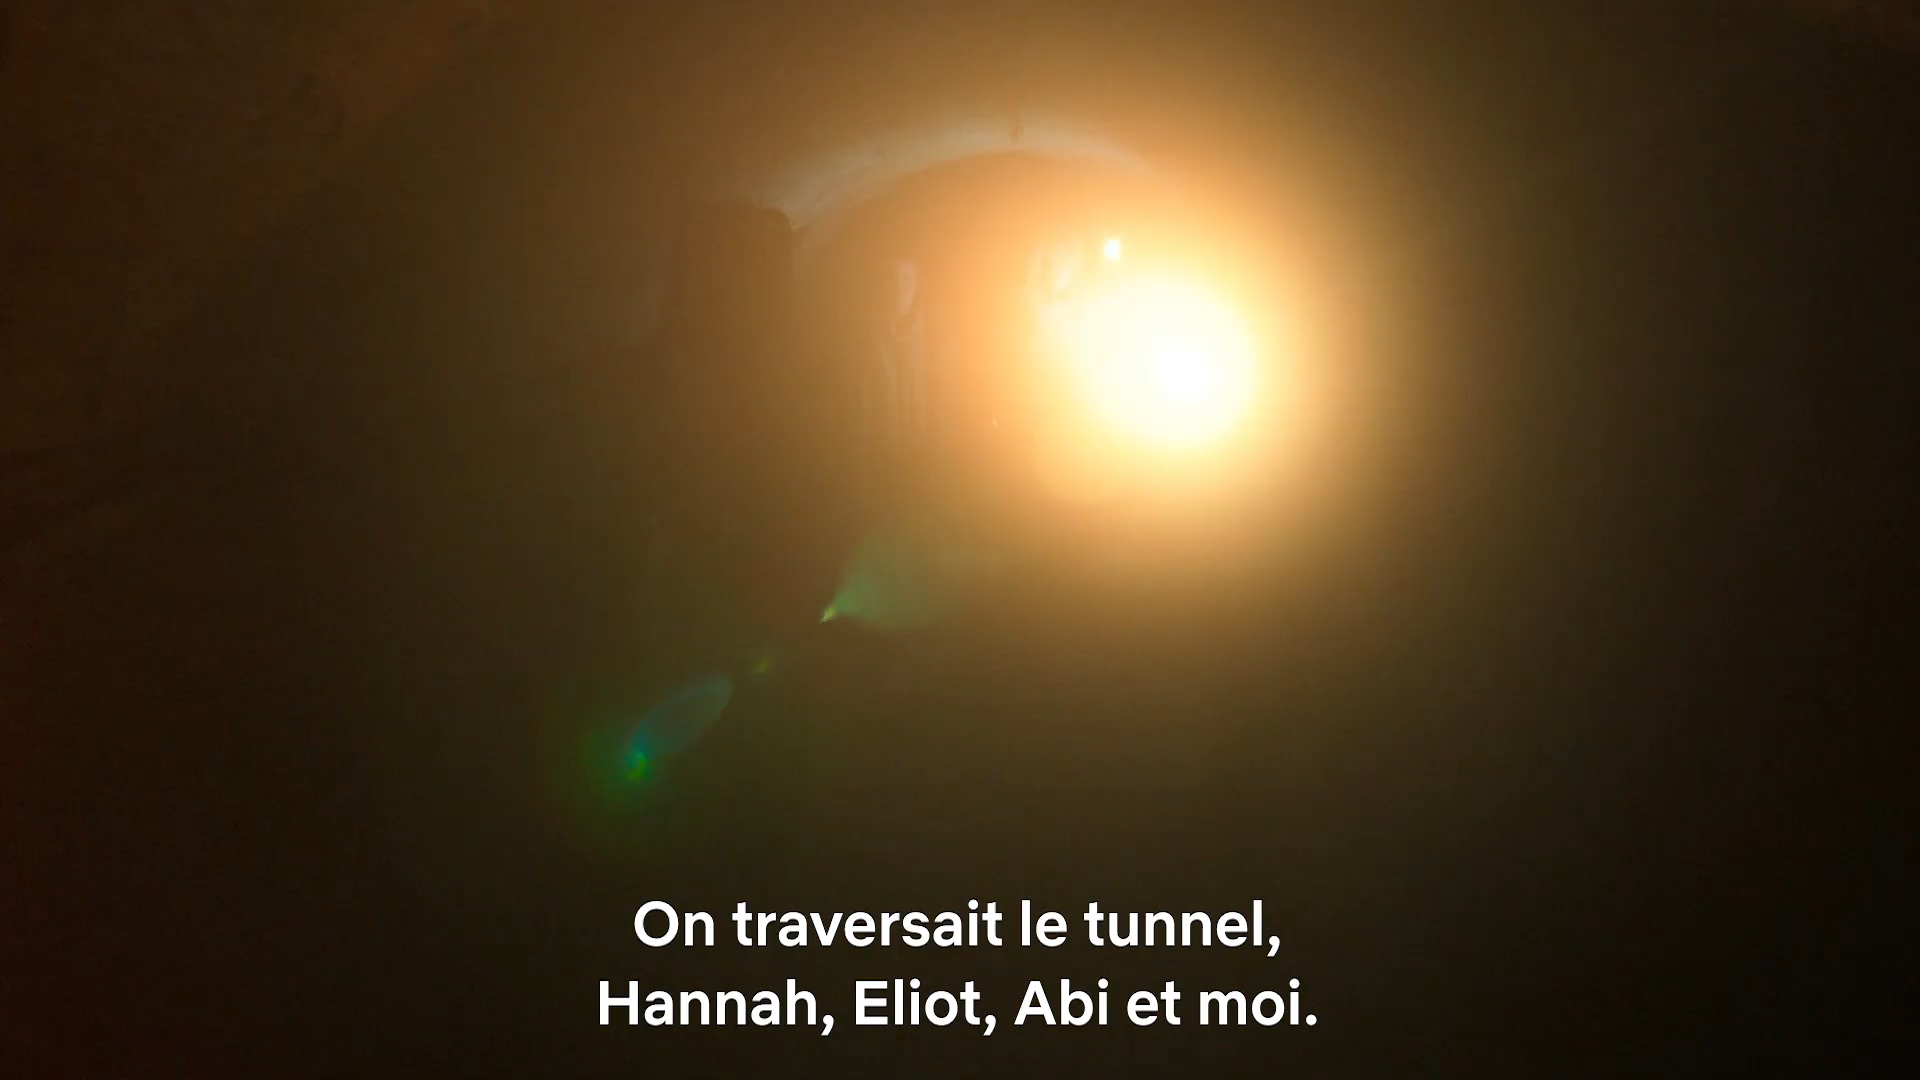 On traversait le tunnel,
Hannah, Eliot, Abi et moi.